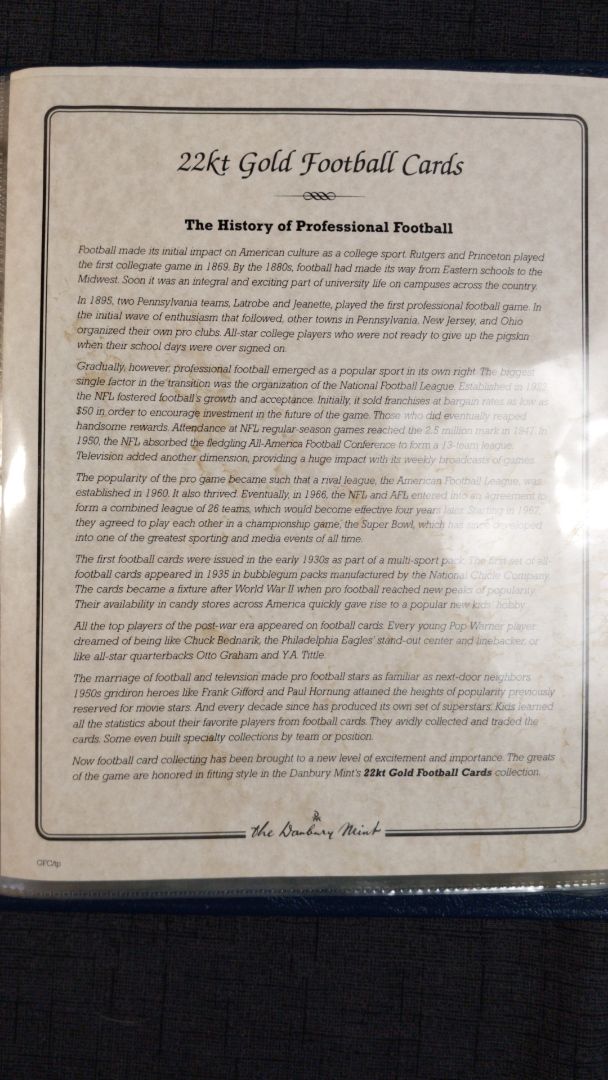 22kt Gold Football Cards
The History of Professional Football
Football made its initial impact on American culture as a college sport. Rutgers and Princeton played
the first collegiate game in 1869. By the 1880s, football had made its way from Eastern schools to the
Midwest. Soon it was an integral and exciting part of university life on campuses across the country.
In 1895, two Pennsylvania teams, Latrobe and Jeanette, played the first professional football game. In
the initial wave of enthusiasm that followed, other towns in Pennsylvania, New Jersey, and Ohio
organized their own pro clubs. All-star college players who were not ready to give up the pigskin
when their school days were over signed on.
Gradually, however, professional football emerged as a popular sport in its own right. The biggest
single factor in the transition was the organization of the National Football League. Established in
the NFL fostered football's growth and acceptance. Initially, it sold franchises at bargain rates as low as
$50 in order to encourage investment in the future of the game. Those who did eventually reaped
handsome rewards. Attendance at NFL regular-season games reached the 2.5 million mark in 1947. In
1950, the NFL absorbed the fledgling All-America Football Conference to form a 13-team league.
Television added another dimension, providing a huge impact with its weekly broadcasts of games.
The popularity of the pro game became such that a rival league, the American Football League, was
established in 1960. It also thrived. Eventually, in 1966, the NFL and AFL entered into an agreement to
form a combined league of 26 teams, which would become effective four years later. Starting in 1967,
they agreed to play each other in a championship game, the Super Bowl, which has since developed
into one of the greatest sporting and media events of all time.
The first football cards were issued in the early 1930s as part of a multi-sport pack. The first set of all-
football cards appeared in 1935 in bubblegum packs manufactured by the National Chicle Company.
The cards became a fixture after World War II when pro football reached new peaks of popularity.
Their availability in candy stores across America quickly gave rise to a popular new kids' hobby.
All the top players of the post-war era appeared on football cards. Every young Pop Warner player
dreamed of being like Chuck Bednarik, the Philadelphia Eagles' stand-out center and linebacker, or
like all-star quarterbacks Otto Graham and Y.A. Tittle.
The marriage of football and television made pro football stars as familiar as next-door neighbors.
1950s gridiron heroes like Frank Gifford and Paul Hornung attained the heights of popularity previously
reserved for movie stars. And every decade since has produced its own set of superstars. Kids learned
all the statistics about their favorite players from football cards. They avidly collected and traded the
cards. Some even built specialty collections by team or position.
Now football card collecting has been brought to a new level of excitement and importance. The greats
of the game are honored in fitting style in the Danbury Mint's 22kt Gold Football Cards collection.
the Danbury Mint
GFC/tp